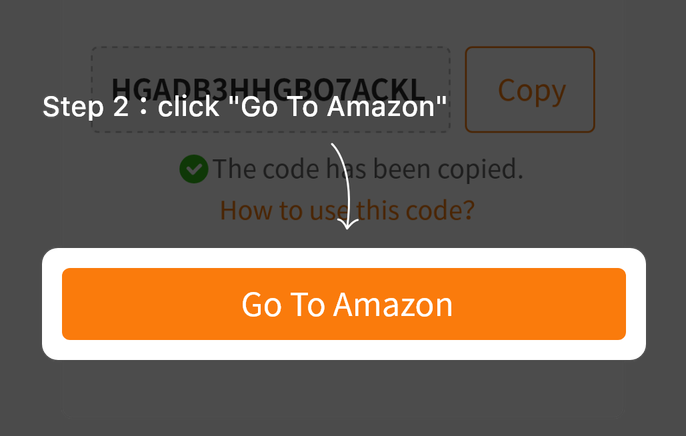 HGADB3HHGBO7ACKL
Copy
Step 2：click "Go To Amazon"
The code has been copied.
How to use this code?
Go To Amazon